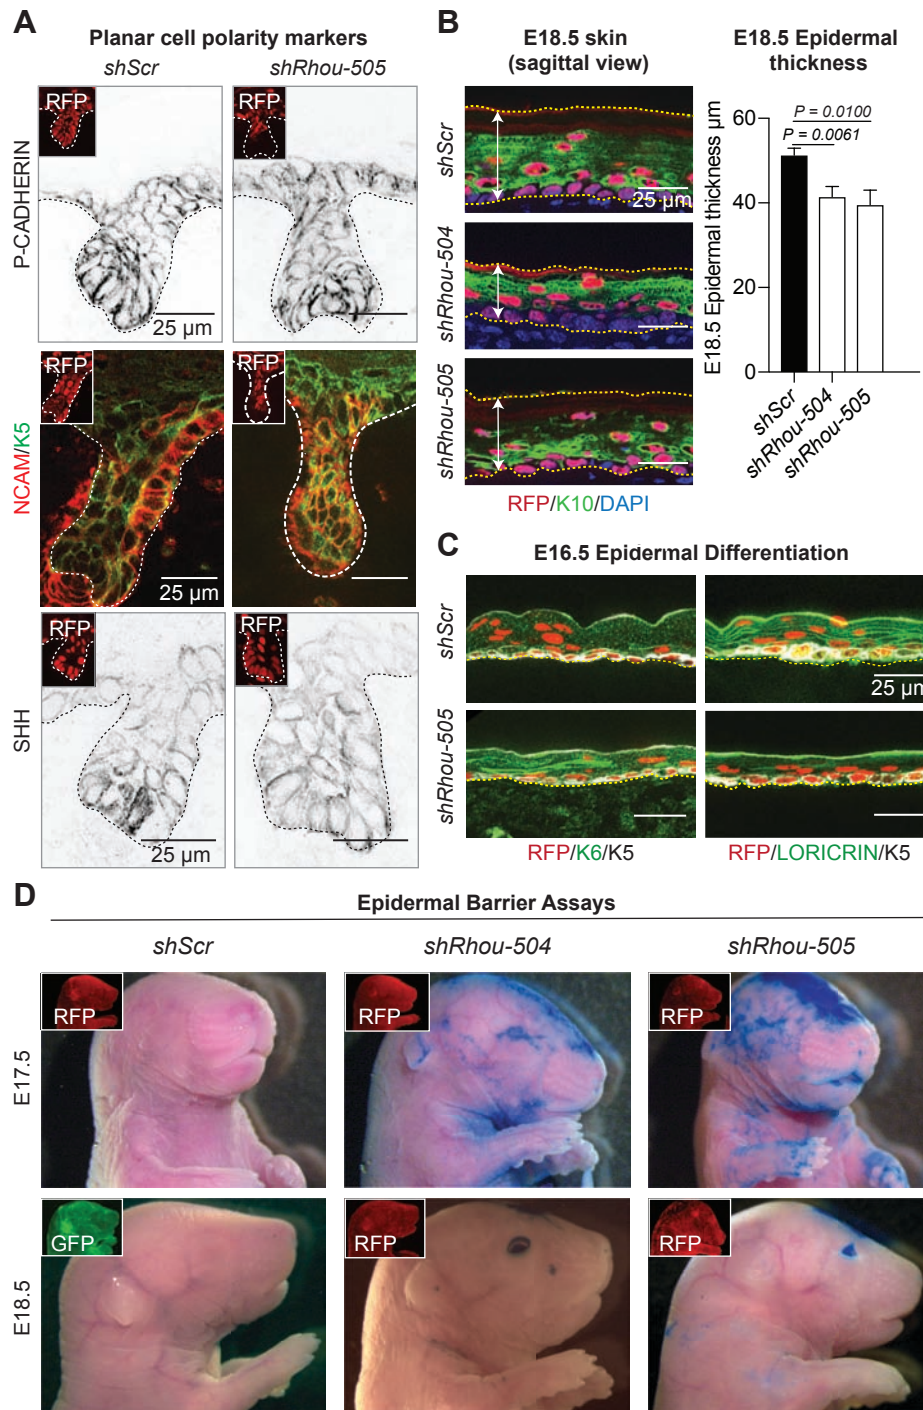 A
Planar cell polarity markers
shScr
shRhou-505
P-CADHERIN
RFP
RFP
25 µm
NCAM/K5
RFP
RFP
25 µm
SHH
RFP
RFP
25 µm
B
E18.5 skin
(sagittal view)
shScr
25 µm
shRhou-504
shRhou-505
RFP/K10/DAPI
E18.5 Epidermal
thickness
E18.5 Epidermal thickness µm
60
40
20
0
P = 0.0100
P = 0.0061
shScr
shRhou-504
shRhou-505
C
E16.5 Epidermal Differentiation
shScr
25 µm
shRhou-505
RFP/K6/K5
RFP/LORICRIN/K5
D
Epidermal Barrier Assays
shScr
shRhou-504
shRhou-505
E17.5
RFP
RFP
RFP
E18.5
GFP
RFP
RFP